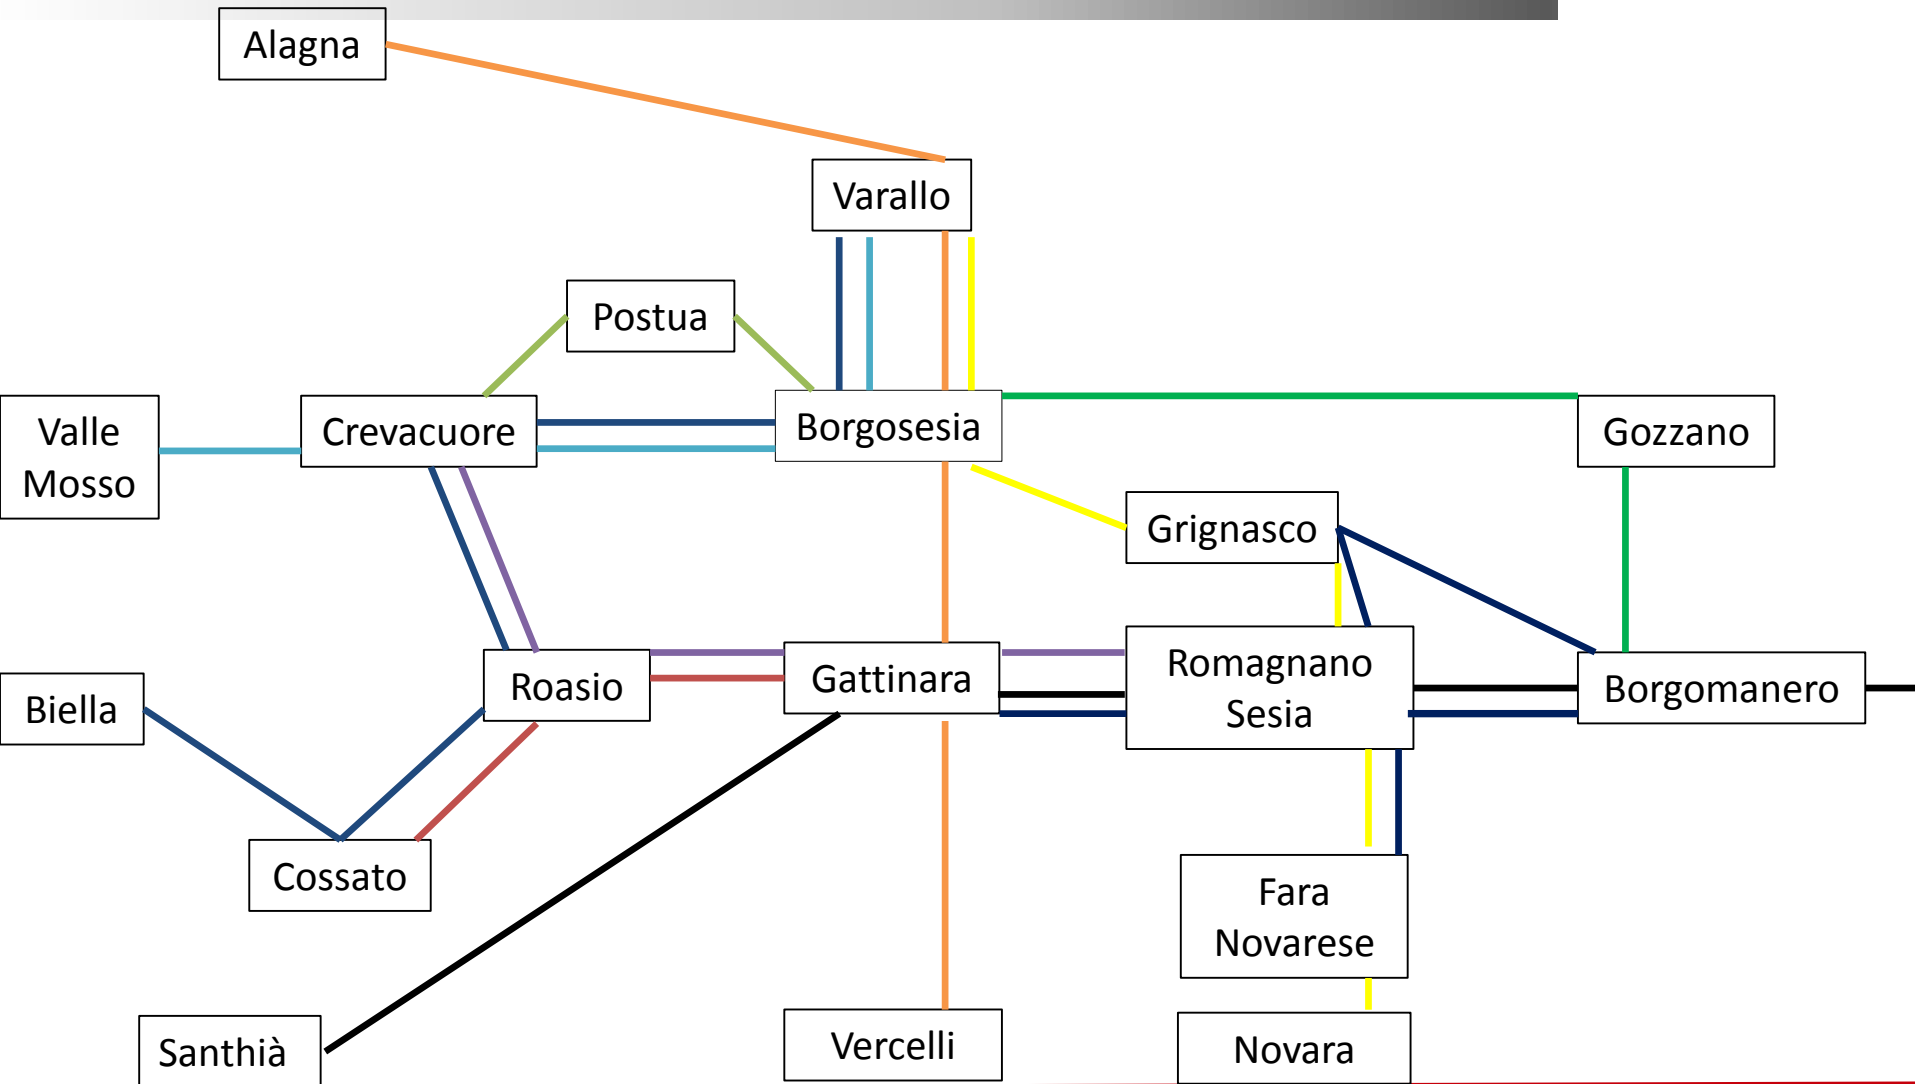 Alagna
Varallo
Postua
Valle
Mosso
Crevacuore
Borgosesia
Gozzano
Grignasco
Biella
Roasio
Gattinara
Romagnano
Sesia
Borgomanero
Cossato
Fara
Novarese
Santhià
Vercelli
Novara